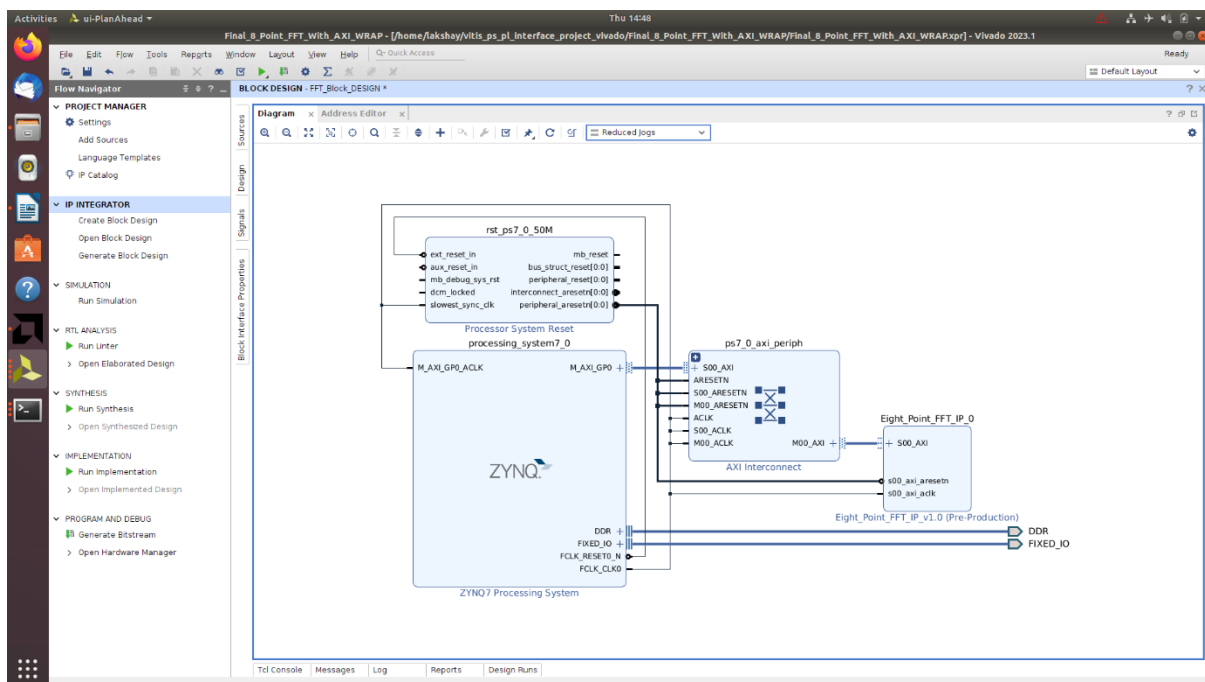 Activities ui-PlanAhead Thu 14:48
Final_8_Point_FFT_With_AXI_WRAP - [/home/lakshay/vitis_ps_pl_interface_project_vivado/Final_8_Point_FFT_With_AXI_WRAP/Final_8_Point_FFT_With_AXI_WRAP.xpr] - Vivado 2023.1
File Edit Flow Tools Reports Window Layout View Help Q- Quick Access Ready
Default Layout
Flow Navigator
PROJECT MANAGER
Settings
Add Sources
Language Templates
IP Catalog
IP INTEGRATOR
Create Block Design
Open Block Design
Generate Block Design
SIMULATION
Run Simulation
RTL ANALYSIS
Run Linter
Open Elaborated Design
SYNTHESIS
Run Synthesis
Open Synthesized Design
IMPLEMENTATION
Run Implementation
Open Implemented Design
PROGRAM AND DEBUG
Generate Bitstream
Open Hardware Manager
BLOCK DESIGN - FFT_Block_DESIGN *
Sources
Design
Signals
Block Interface Properties
Diagram Address Editor
Reduced Jogs
rst_ps7_0_50M
ext_reset_in mb_reset
aux_reset_in bus_struct_reset[0:0]
mb_debug_sys_rst peripheral_reset[0:0]
dcm_locked interconnect_aresetn[0:0]
slowest_sync_clk peripheral_aresetn[0:0]
Processor System Reset
processing_system7_0
M_AXI_GP0_ACLK M_AXI_GP0
ZYNQ
DDR
FIXED_IO
FCLK_RESET0_N
FCLK_CLK0
ZYNQ7 Processing System
ps7_0_axi_periph
S00_AXI
ARESETN
S00_ARESETN
M00_ARESETN
ACLK
S00_ACLK
M00_ACLK M00_AXI
AXI Interconnect
Eight_Point_FFT_IP_0
S00_AXI
s00_axi_aresetn
s00_axi_aclk
Eight_Point_FFT_IP_v1.0 (Pre-Production)
DDR
FIXED_IO
Tcl Console Messages Log Reports Design Runs